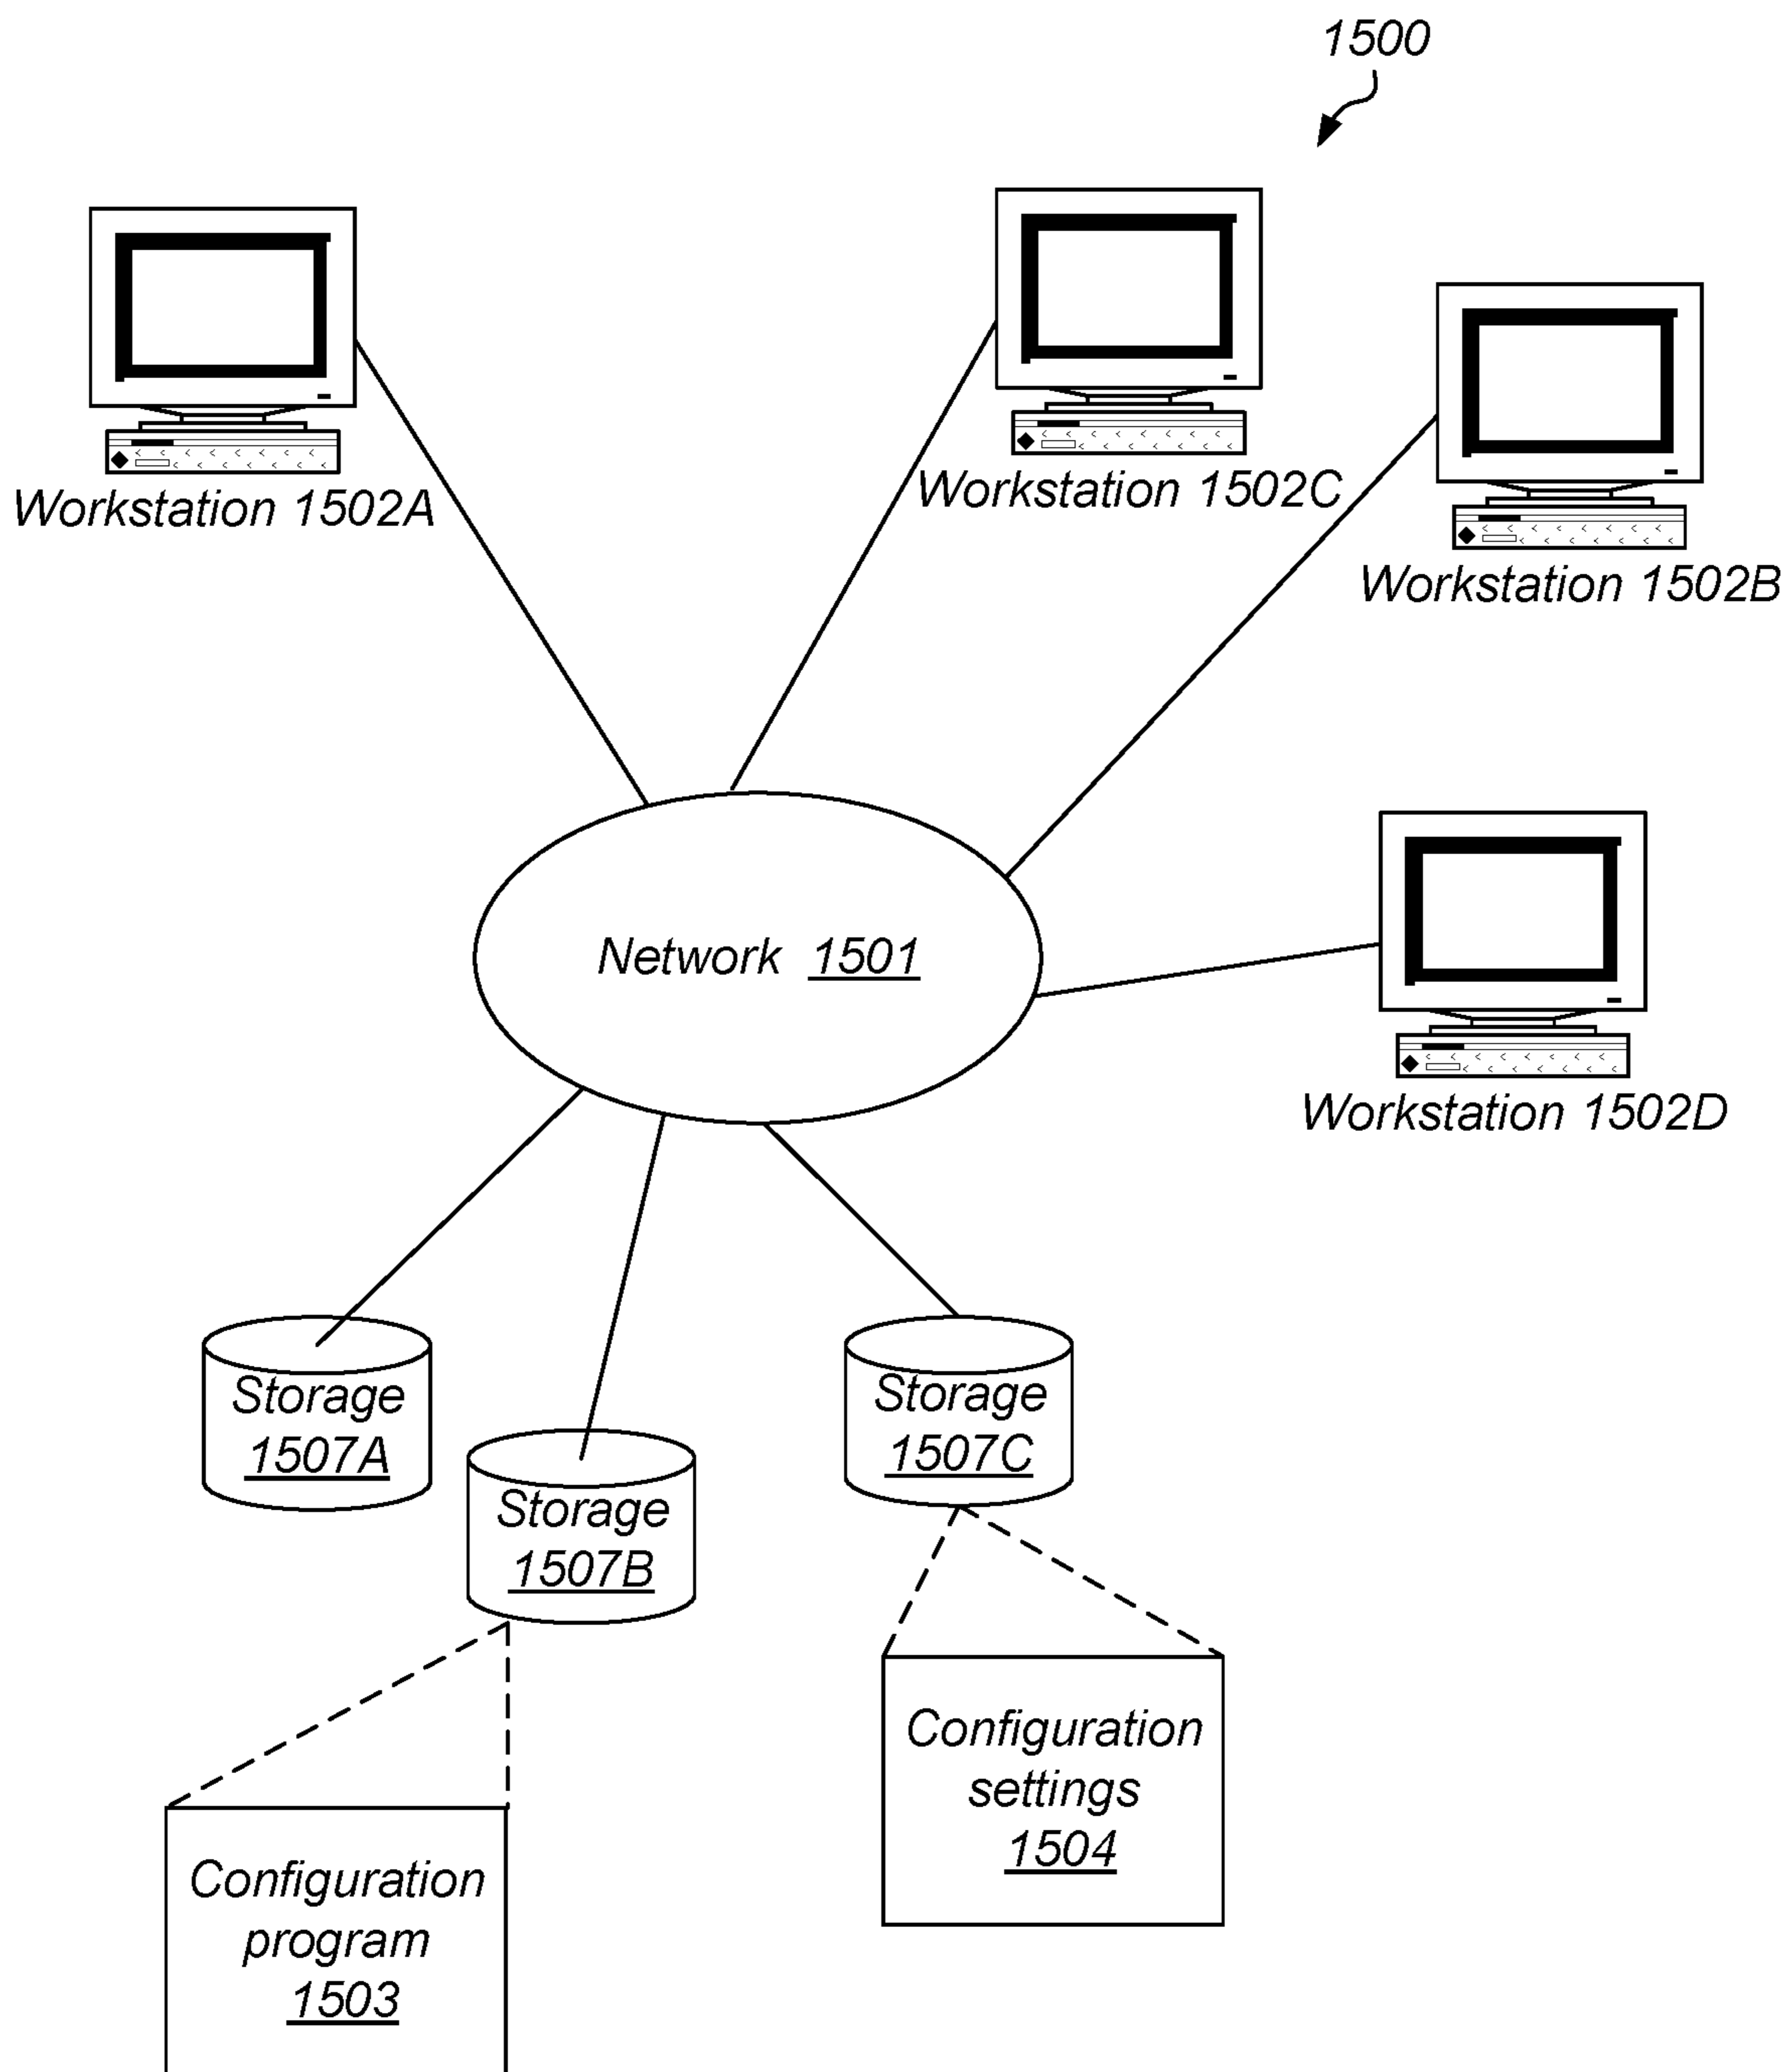 1500
Workstation 1502A
Workstation 1502C
Workstation 1502B
Network 1501
Workstation 1502D
Storage
1507A
Storage
1507B
Storage
1507C
Configuration
settings
1504
Configuration
program
1503